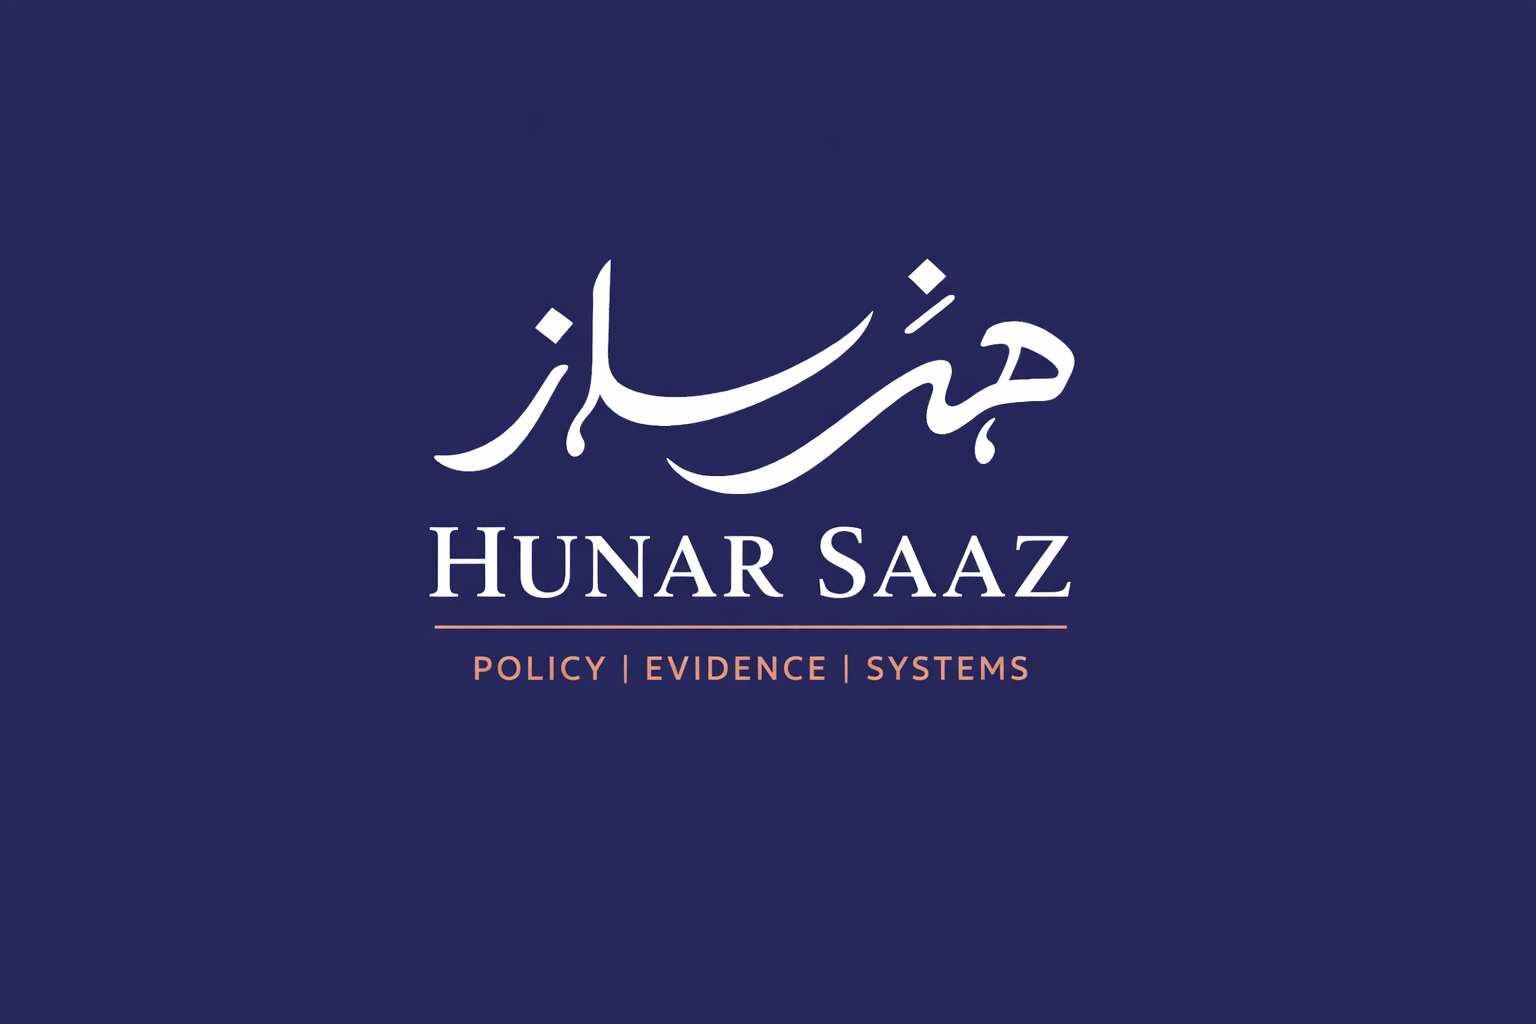 ہنر ساز
HUNAR SAAZ
POLICY | EVIDENCE | SYSTEMS